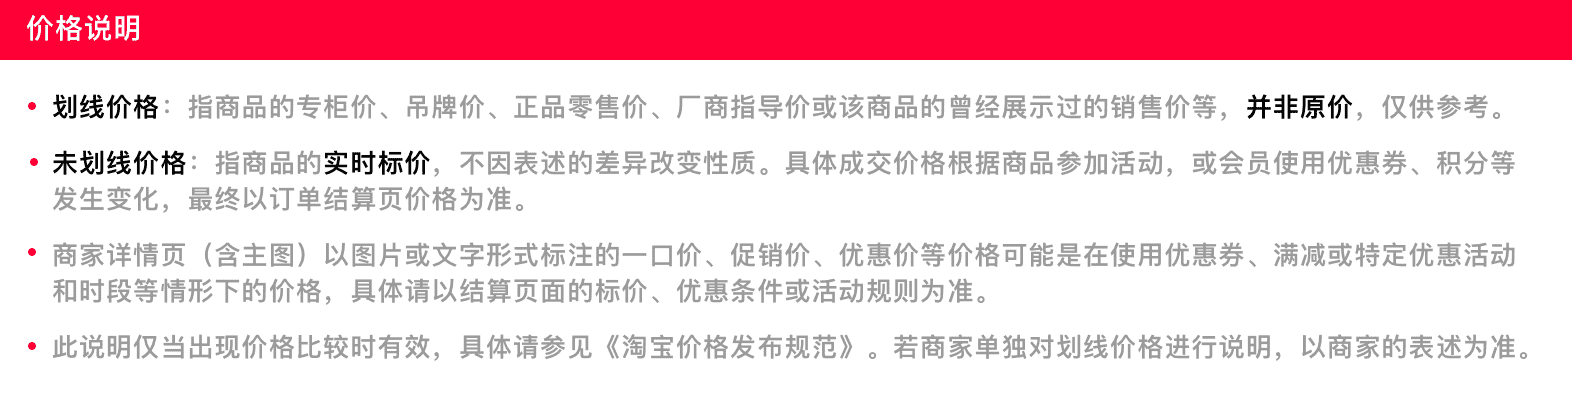 价格说明
• 划线价格：指商品的专柜价、吊牌价、正品零售价、厂商指导价或该商品的曾经展示过的销售价等，并非原价，仅供参考。
• 未划线价格：指商品的实时标价，不因表述的差异改变性质。具体成交价格根据商品参加活动，或会员使用优惠券、积分等
发生变化，最终以订单结算页价格为准。
• 商家详情页（含主图）以图片或文字形式标注的一口价、促销价、优惠价等价格可能是在使用优惠券、满减或特定优惠活动
和时段等情形下的价格，具体请以结算页面的标价、优惠条件或活动规则为准。
• 此说明仅当出现价格比较时有效，具体请参见《淘宝价格发布规范》。若商家单独对划线价格进行说明，以商家的表述为准。